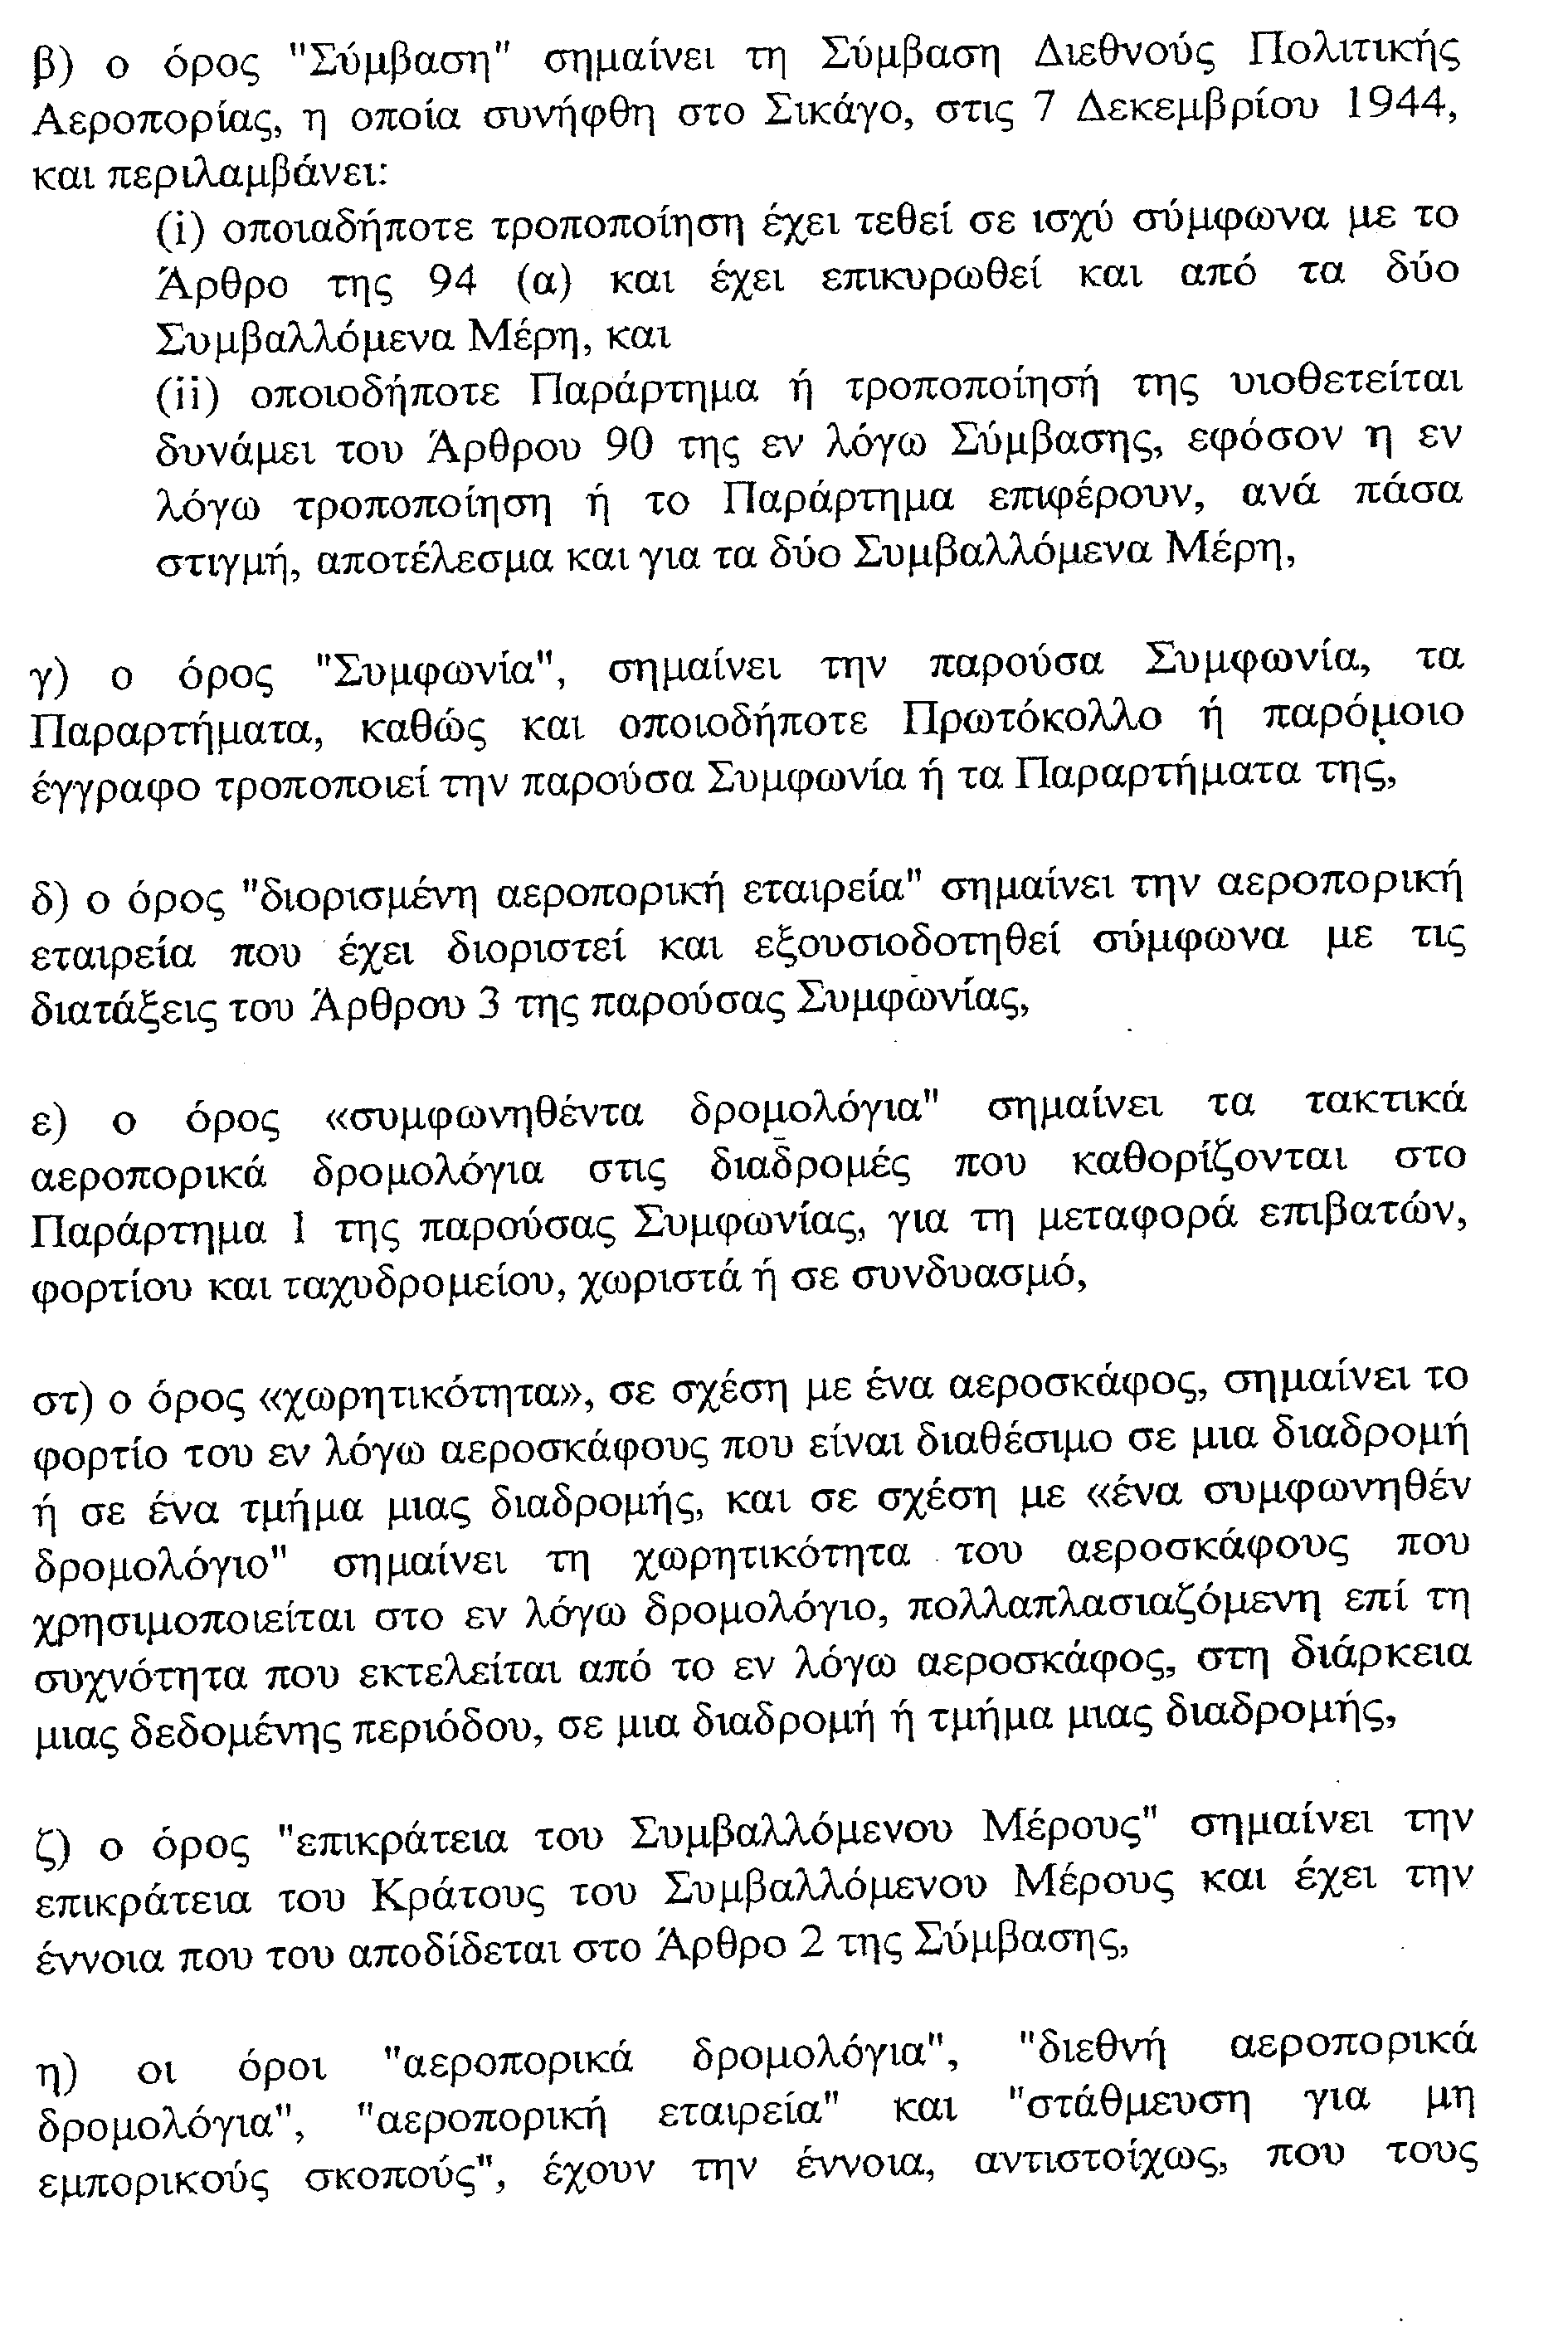 β) ο όρος "Σύμβαση" σημαίνει τη Σύμβαση Διεθνούς Πολιτικής
Αεροπορίας, η οποία συνήφθη στο Σικάγο, στις 7 Δεκεμβρίου 1944,
και περιλαμβάνει:
(i) οποιαδήποτε τροποποίηση έχει τεθεί σε ισχύ σύμφωνα με το
Άρθρο της 94 (α) και έχει επικυρωθεί και από τα δύο
Συμβαλλόμενα Μέρη, και
(ii) οποιοδήποτε Παράρτημα ή τροποποίησή της υιοθετείται
δυνάμει του Άρθρου 90 της εν λόγω Σύμβασης, εφόσον η εν
λόγω τροποποίηση ή το Παράρτημα επιφέρουν, ανά πάσα
στιγμή, αποτέλεσμα και για τα δύο Συμβαλλόμενα Μέρη,
γ) ο όρος "Συμφωνία", σημαίνει την παρούσα Συμφωνία, τα
Παραρτήματα, καθώς και οποιοδήποτε Πρωτόκολλο ή παρόμοιο
έγγραφο τροποποιεί την παρούσα Συμφωνία ή τα Παραρτήματα της,
δ) ο όρος "διορισμένη αεροπορική εταιρεία" σημαίνει την αεροπορική
εταιρεία που έχει διοριστεί και εξουσιοδοτηθεί σύμφωνα με τις
διατάξεις του Άρθρου 3 της παρούσας Συμφωνίας,
ε) ο όρος «συμφωνηθέντα δρομολόγια" σημαίνει τα τακτικά
αεροπορικά δρομολόγια στις διαδρομές που καθορίζονται στο
Παράρτημα 1 της παρούσας Συμφωνίας, για τη μεταφορά επιβατών,
φορτίου και ταχυδρομείου, χωριστά ή σε συνδυασμό,
στ) ο όρος «χωρητικότητα», σε σχέση με ένα αεροσκάφος, σημαίνει το
φορτίο του εν λόγω αεροσκάφους που είναι διαθέσιμο σε μια διαδρομή
ή σε ένα τμήμα μιας διαδρομής, και σε σχέση με «ένα συμφωνηθέν
δρομολόγιο" σημαίνει τη χωρητικότητα του αεροσκάφους που
χρησιμοποιείται στο εν λόγω δρομολόγιο, πολλαπλασιαζόμενη επί τη
συχνότητα που εκτελείται από το εν λόγω αεροσκάφος, στη διάρκεια
μιας δεδομένης περιόδου, σε μια διαδρομή ή τμήμα μιας διαδρομής,
ζ) ο όρος "επικράτεια του Συμβαλλόμενου Μέρους" σημαίνει την
επικράτεια του Κράτους του Συμβαλλόμενου Μέρους και έχει την
έννοια που του αποδίδεται στο Άρθρο 2 της Σύμβασης,
η) οι όροι "αεροπορικά δρομολόγια", "διεθνή αεροπορικά
δρομολόγια", "αεροπορική εταιρεία" και "στάθμευση για μη
εμπορικούς σκοπούς", έχουν την έννοια, αντιστοίχως, που τους